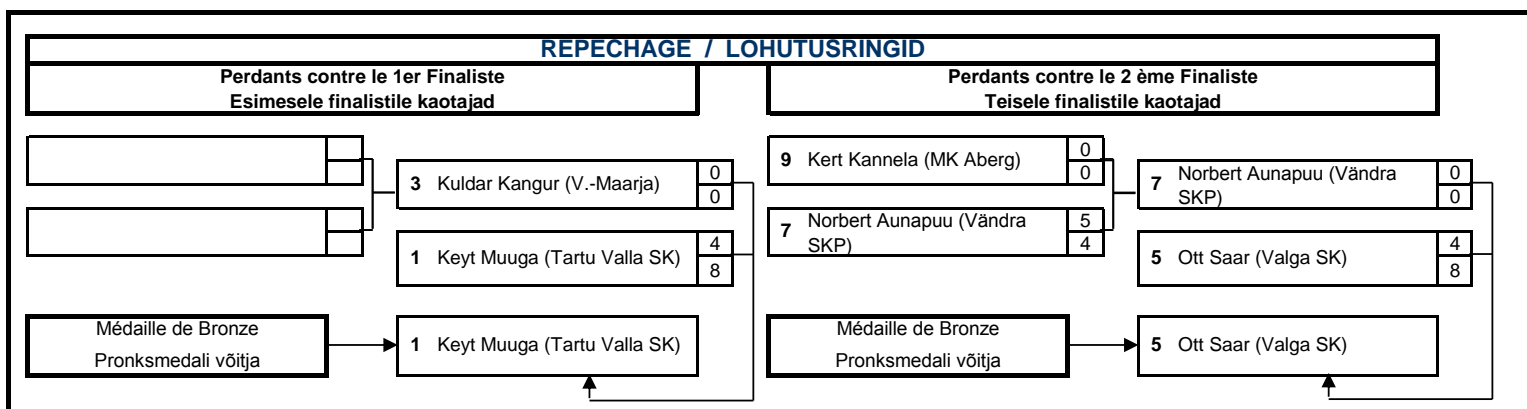 REPECHAGE / LOHUTUSRINGID
Perdants contre le 1er Finaliste
Esimesele finalistile kaotajad
Perdants contre le 2 ème Finaliste
Teisele finalistile kaotajad
3 Kuldar Kangur (V.-Maarja) 0
0
1 Keyt Muuga (Tartu Valla SK) 4
8
Médaille de Bronze
Pronksmedali võitja
1 Keyt Muuga (Tartu Valla SK)
9 Kert Kannela (MK Aberg) 0
0
7 Norbert Aunapuu (Vändra 5
SKP) 4
7 Norbert Aunapuu (Vändra 0
SKP) 0
5 Ott Saar (Valga SK) 4
8
Médaille de Bronze
Pronksmedali võitja
5 Ott Saar (Valga SK)